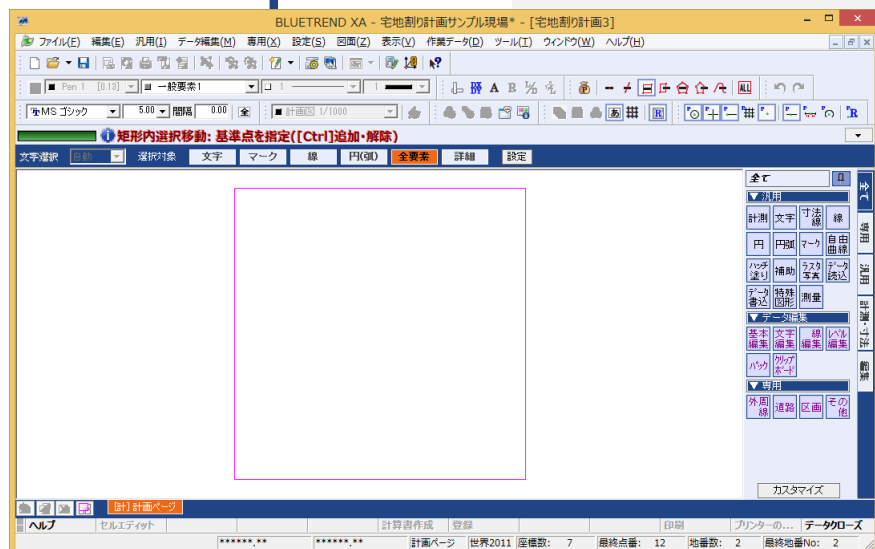 BLUETREND XA - 宅地割り計画サンプル現場* - [宅地割り計画3]
ファイル(F) 編集(E) 汎用(I) データ編集(M) 専用(X) 設定(S) 図面(Z) 表示(V) 作業データ(D) ツール(T) ウィンドウ(W) ヘルプ(H)
Pen 1 [0.13] 一般要素1 1 1 A B ALL
MS ゴシック 5.00 間隔 0.00 全 計画図 1/1000 あ R R
矩形内選択移動: 基準点を指定([Ctrl]追加・解除)
文字選択 自動 選択対象 文字 マーク 線 円(弧) 全要素 詳細 設定
全て
▼ 汎用
計測 文字 寸法線 線
円 円弧 マーク 自由曲線
ハッチ塗り 補助 ラスタ写真 データ読込
データ書込 特殊図形 測量
▼ データ編集
基本編集 文字編集 線編集 レベル編集
パック クリップボード
▼ 専用
外周線 道路 区画 その他
カスタマイズ
全て
専用
汎用
計測・寸法
編集
[計]計画ページ
ヘルプ セルエディット 計算書作成 登録 印刷 プリンターの... データクローズ
******.** ******.** 計画ページ 世界2011 座標数: 7 最終点番: 12 地番数: 2 最終地番No: 2